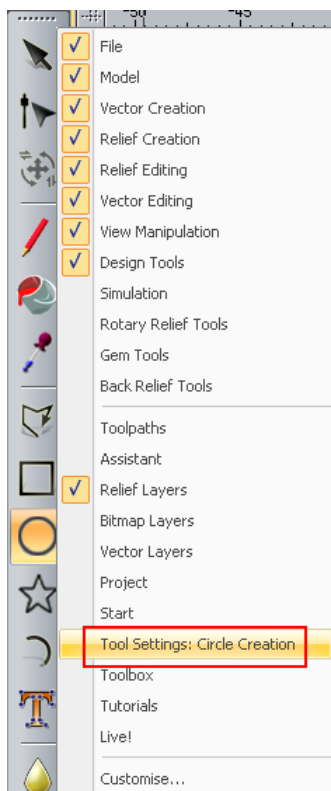 -50 -45
File
Model
Vector Creation
Relief Creation
Relief Editing
Vector Editing
View Manipulation
Design Tools
Simulation
Rotary Relief Tools
Gem Tools
Back Relief Tools
Toolpaths
Assistant
Relief Layers
Bitmap Layers
Vector Layers
Project
Start
Tool Settings: Circle Creation
Toolbox
Tutorials
Live!
Customise...